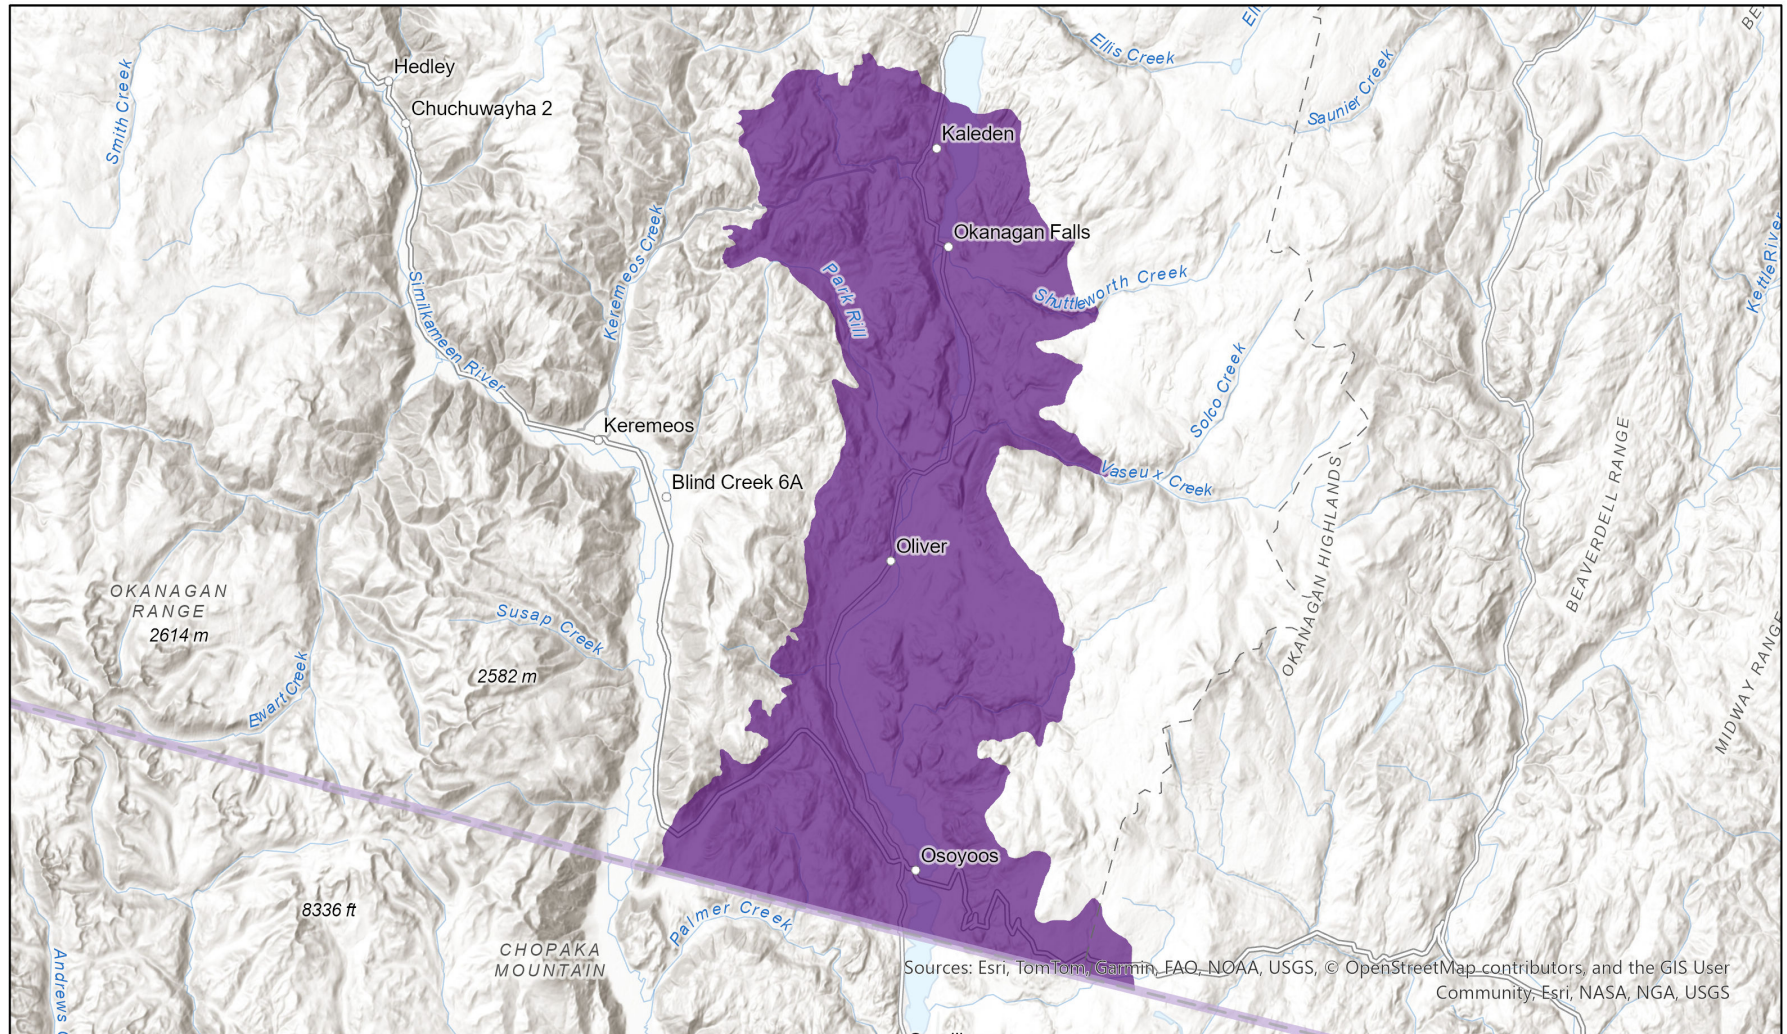 Hedley
Chuchuwayha 2
Smith Creek
Ellis Creek
Saunier Creek
Kaleden
Okanagan Falls
Keremeos Creek
Similkameen River
Park Rill
Shuttleworth Creek
Kettle River
Solco Creek
Keremeos
Blind Creek 6A
Vaseux Creek
Oliver
OKANAGAN HIGHLANDS
BEAVERDELL RANGE
OKANAGAN
RANGE
2614 m
Susap Creek
2582 m
Ewart Creek
MIDWAY RANGE
Osoyoos
8336 ft
Palmer Creek
CHOPAKA
MOUNTAIN
Andrews
Sources: Esri, TomTom, Garmin, FAO, NOAA, USGS, © OpenStreetMap contributors, and the GIS User
Community, Esri, NASA, NGA, USGS